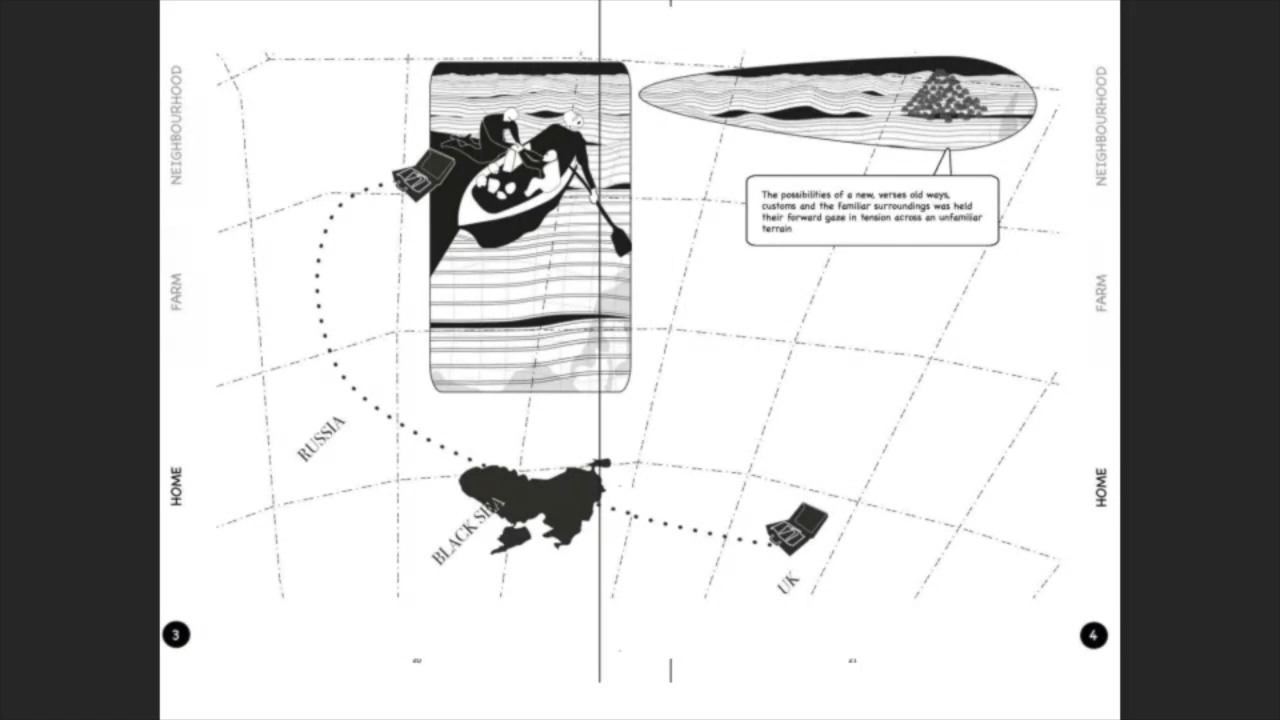 NEIGHBOURHOOD
FARM
HOME
The possibilities of a new, verses old ways,
customs and the familiar surroundings was held
their forward gaze in tension across an unfamiliar
terrain
RUSSIA
BLACK SEA
UK
NEIGHBOURHOOD
FARM
HOME
3
4